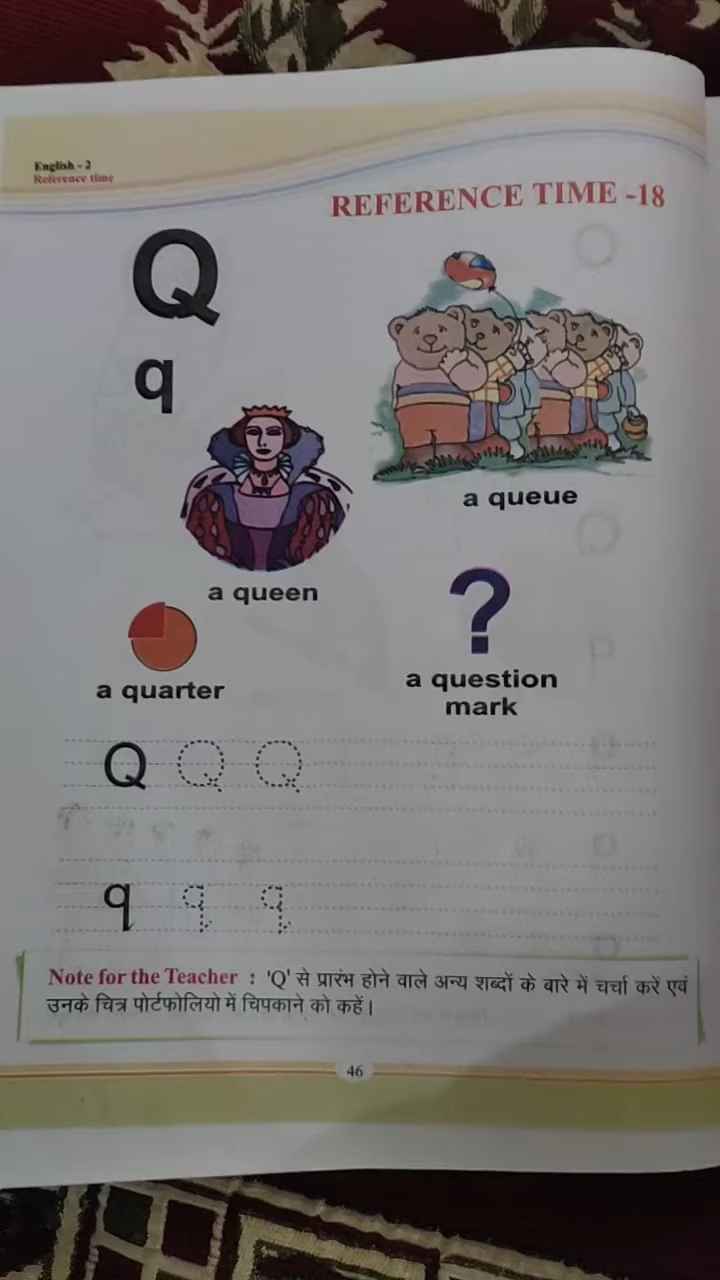 English - 2
Reference time
REFERENCE TIME -18
Q
q
a queue
a queen
?
a quarter
a question
mark
Q Q Q
q q q
Note for the Teacher : 'Q' से प्रारंभ होने वाले अन्य शब्दों के बारे में चर्चा करें एवं
उनके चित्र पोर्टफोलियो में चिपकाने को कहें।
46